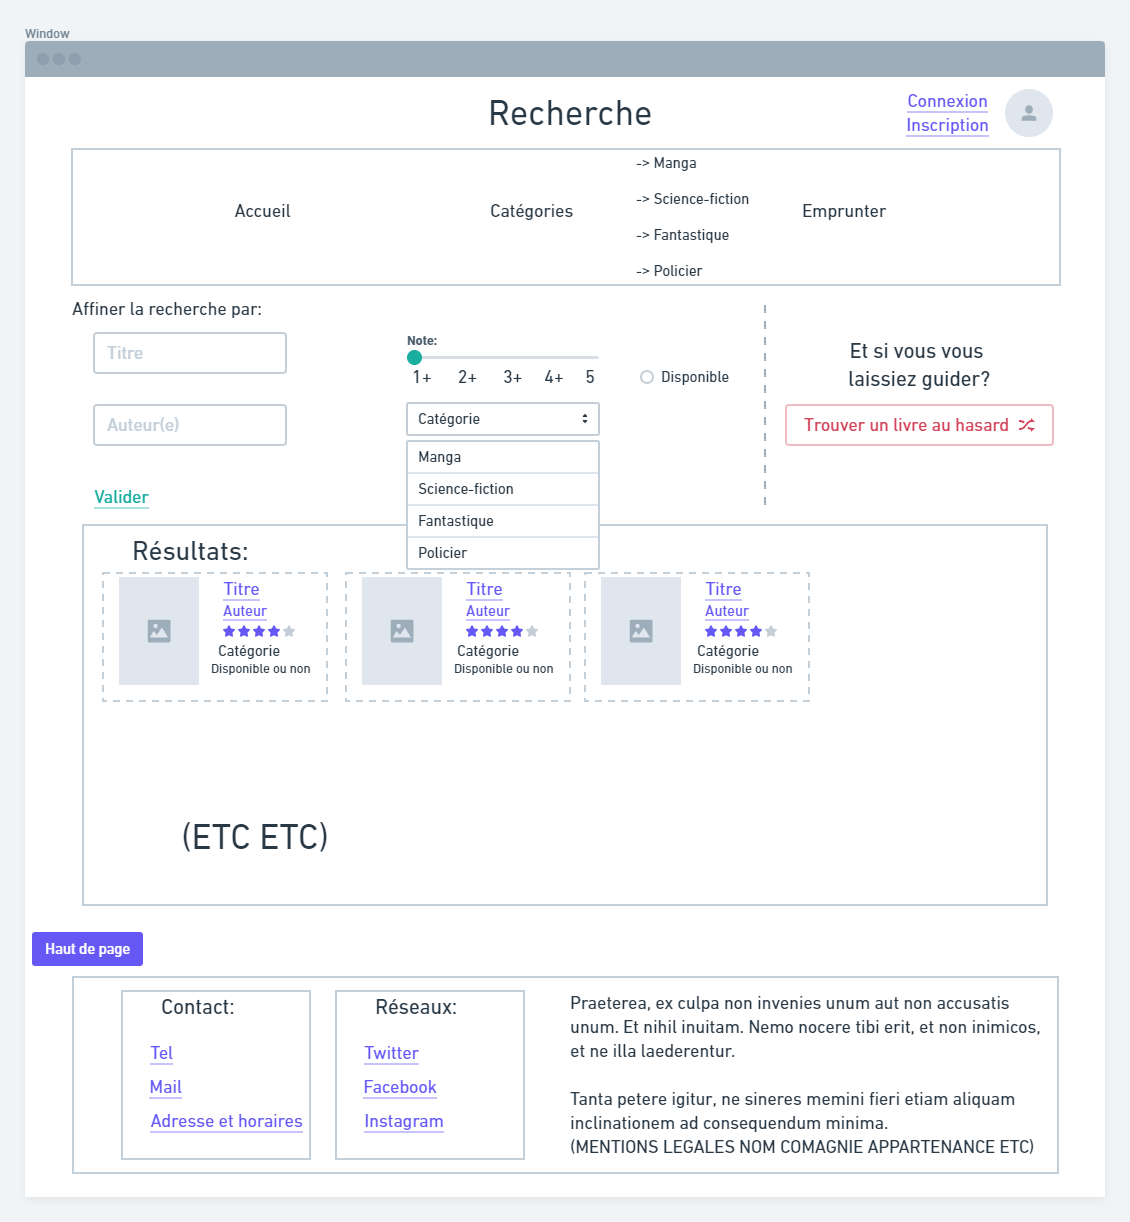 Window
Recherche
Connexion
Inscription
Accueil
Catégories
-> Manga
-> Science-fiction
-> Fantastique
-> Policier
Emprunter
Affiner la recherche par:
Titre
Auteur(e)
Valider
Note:
1+ 2+ 3+ 4+ 5
Disponible
Catégorie
Manga
Science-fiction
Fantastique
Policier
Et si vous vous
laissiez guider?
Trouver un livre au hasard
Résultats:
Titre
Auteur
Catégorie
Disponible ou non
Titre
Auteur
Catégorie
Disponible ou non
Titre
Auteur
Catégorie
Disponible ou non
(ETC ETC)
Haut de page
Contact:
Tel
Mail
Adresse et horaires
Réseaux:
Twitter
Facebook
Instagram
Praeterea, ex culpa non invenies unum aut non accusatis
unum. Et nihil inuitam. Nemo nocere tibi erit, et non inimicos,
et ne illa laederentur.
Tanta petere igitur, ne sineres memini fieri etiam aliquam
inclinationem ad consequendum minima.
(MENTIONS LEGALES NOM COMAGNIE APPARTENANCE ETC)